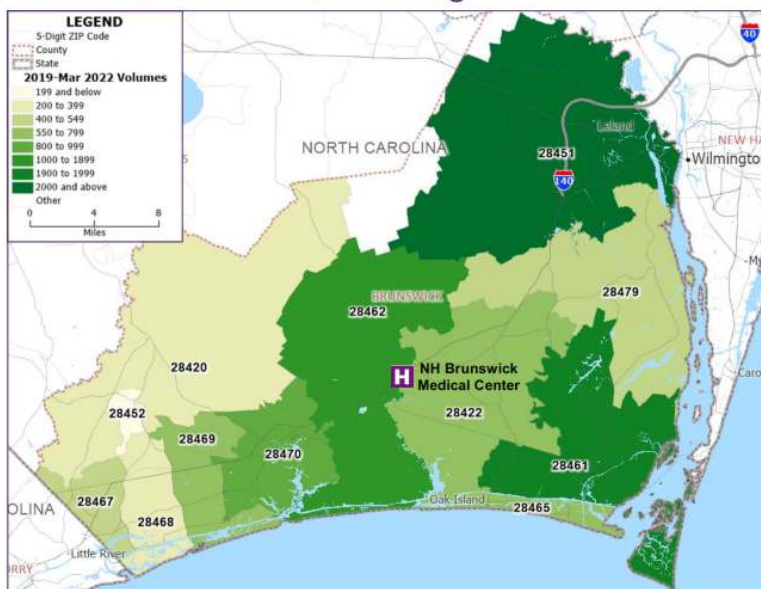 LEGEND
5-Digit ZIP Code
County
State
2019-Mar 2022 Volumes
199 and below
200 to 399
400 to 549
550 to 799
800 to 999
1000 to 1899
1900 to 1999
2000 and above
Other
0 4 8
Miles
40
NORTH CAROLINA
Leland
NEW HA
28451
Wilmington
140
My
BRUNSWICK
28479
28462
28420
NH Brunswick
Medical Center
Caro
28452
28422
28469
28470
28461
28467
Oak Island
28465
OLINA
28468
Little River
ORRY